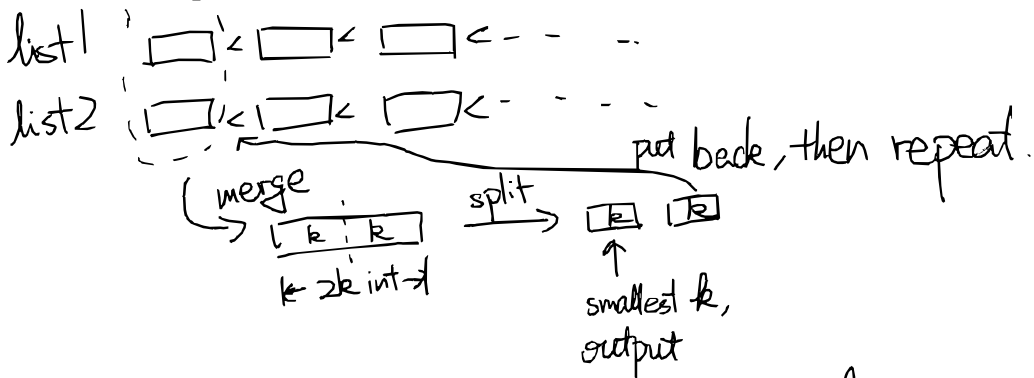 list1 < < < - - - -
list2 < < < - - - -
put back, then repeat.
merge
split
k k
k k
← 2k int →
smallest k,
output